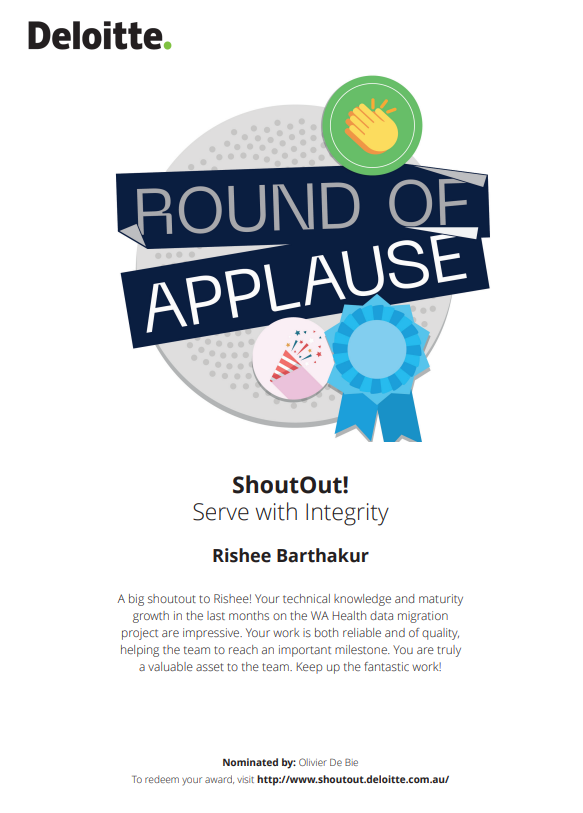 Deloitte.
ROUND OF
APPLAUSE
ShoutOut!
Serve with Integrity
Rishee Barthakur
A big shoutout to Rishee! Your technical knowledge and maturity
growth in the last months on the WA Health data migration
project are impressive. Your work is both reliable and of quality,
helping the team to reach an important milestone. You are truly
a valuable asset to the team. Keep up the fantastic work!
Nominated by: Olivier De Bie
To redeem your award, visit http://www.shoutout.deloitte.com.au/